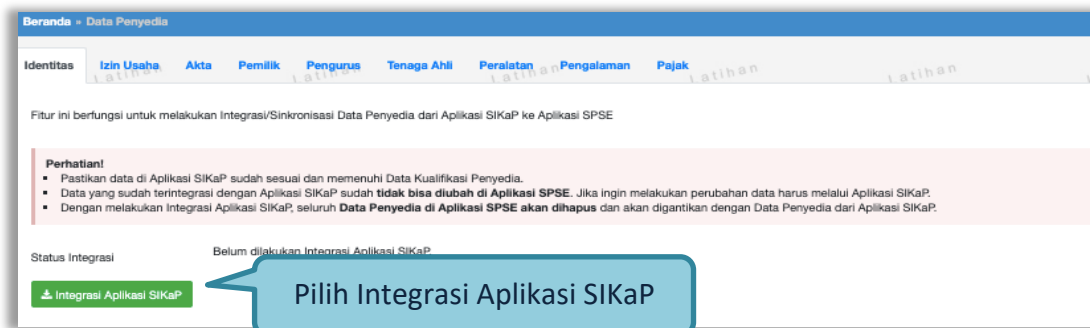 Beranda » Data Penyedia
Identitas Izin Usaha Akta Pemilik Pengurus Tenaga Ahli Peralatan Pengalaman Pajak
Latihan Latihan Latihan Latihan Latihan
Fitur ini berfungsi untuk melakukan Integrasi/Sinkronisasi Data Penyedia dari Aplikasi SIKaP ke Aplikasi SPSE
Perhatian!
▪ Pastikan data di Aplikasi SIKaP sudah sesuai dan memenuhi Data Kualifikasi Penyedia.
▪ Data yang sudah terintegrasi dengan Aplikasi SIKaP sudah tidak bisa diubah di Aplikasi SPSE. Jika ingin melakukan perubahan data harus melalui Aplikasi SIKaP.
▪ Dengan melakukan Integrasi Aplikasi SIKaP, seluruh Data Penyedia di Aplikasi SPSE akan dihapus dan akan digantikan dengan Data Penyedia dari Aplikasi SIKaP.
Status Integrasi Belum dilakukan Integrasi Aplikasi SIKaP
Integrasi Aplikasi SIKaP
Pilih Integrasi Aplikasi SIKaP